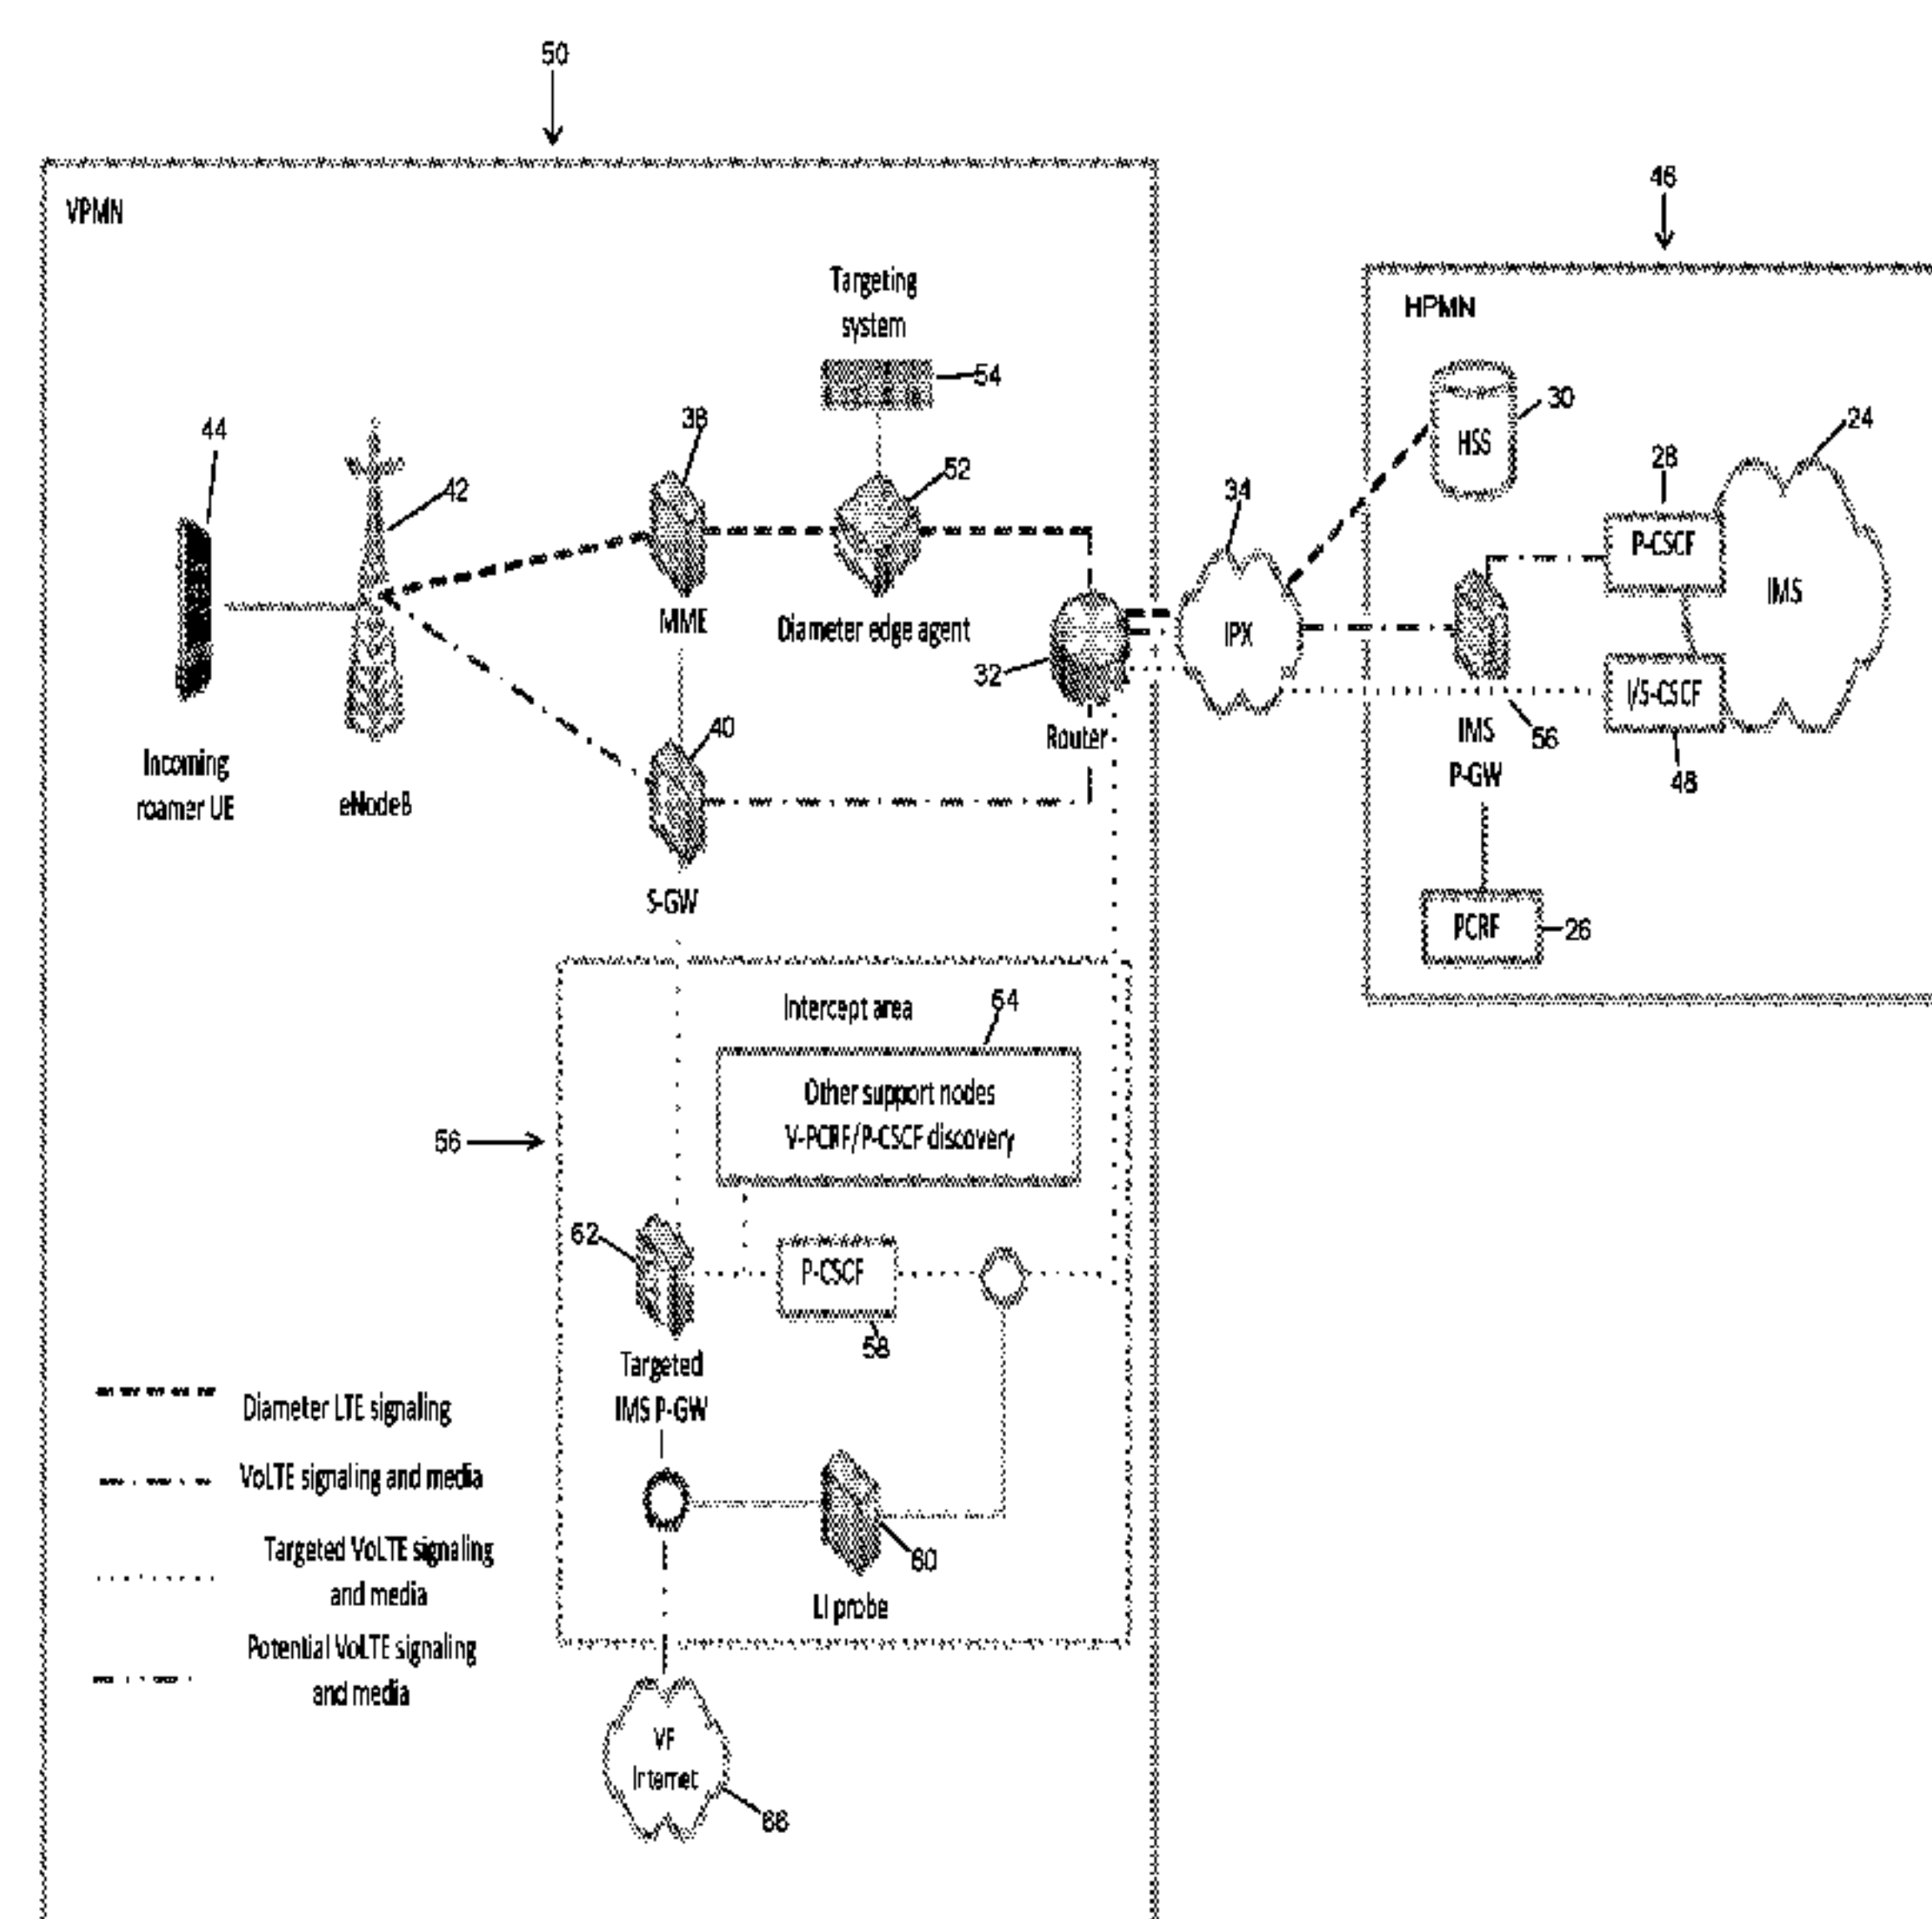 50
VPMN
46
HPMN
Targeting
system
54
44
42
38
52
34
30
HSS
28
24
P-CSCF
IMS
MME
Diameter edge agent
32
Router
IPX
I/S-CSCF
48
IMS
P-GW
56
40
Incoming
roamer UE
eNodeB
S-GW
PCRF
26
Intercept area
64
Other support nodes
V-PCRF/P-CSCF discovery
56
62
P-CSCF
58
Targeted
IMS P-GW
60
LI probe
Diameter LTE signaling
VoLTE signaling and media
Targeted VoLTE signaling
and media
Potential VoLTE signaling
and media
VF
Internet
66